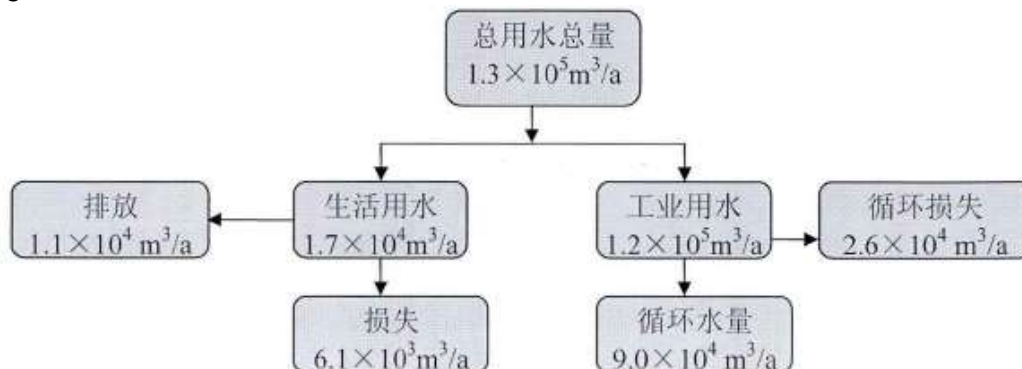 总用水总量
1.3×10⁵m³/a
排放
1.1×10⁴ m³/a
生活用水
1.7×10⁴m³/a
工业用水
1.2×10⁵m³/a
循环损失
2.6×10⁴ m³/a
损失
6.1×10³m³/a
循环水量
9.0×10⁴ m³/a